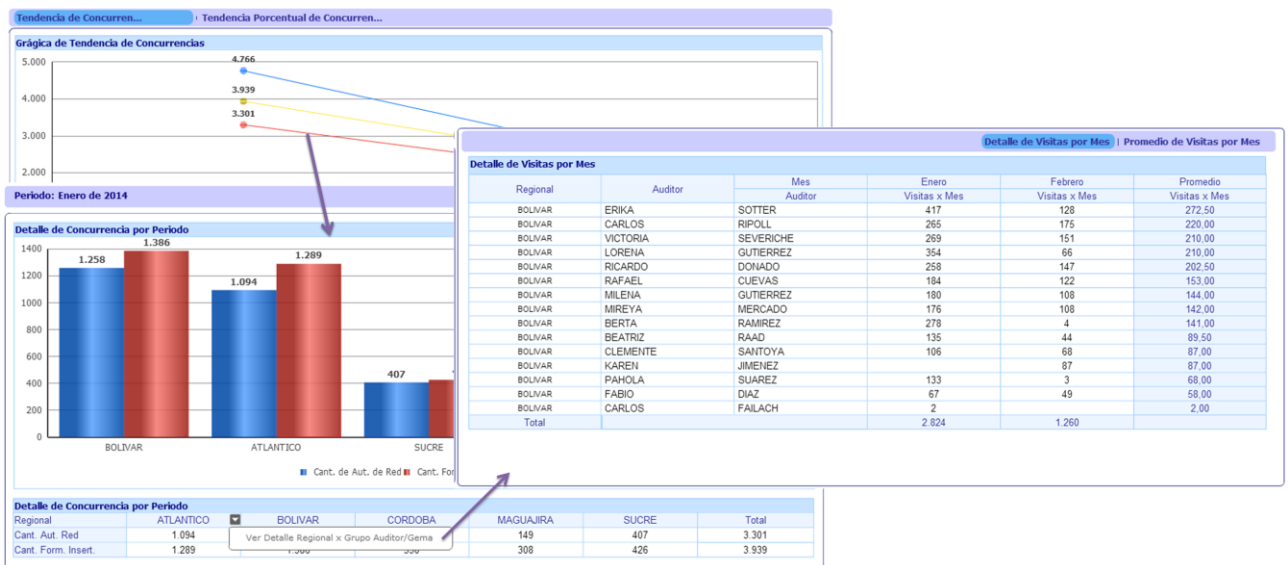 Tendencia de Concurren... | Tendencia Porcentual de Concurren...
Grágica de Tendencia de Concurrencias
5.000
4.000
3.000
2.000
4.766
3.939
3.301
Periodo: Enero de 2014
Detalle de Concurrencia por Periodo
1400
1200
1000
800
600
400
200
0
1.258 1.386
1.094 1.289
407
BOLIVAR ATLANTICO SUCRE
Cant. de Aut. de Red Cant. For
Detalle de Concurrencia por Periodo
Regional ATLANTICO BOLIVAR CORDOBA MAGUAJIRA SUCRE Total
Cant. Aut. Red 1.094 149 407 3.301
Cant. Form. Insert. 1.289 308 426 3.939
Ver Detalle Regional x Grupo Auditor/Gema
Detalle de Visitas por Mes | Promedio de Visitas por Mes
Detalle de Visitas por Mes
Regional Auditor Mes Enero Febrero Promedio
Auditor Visitas x Mes Visitas x Mes Visitas x Mes
BOLIVAR ERIKA SOTTER 417 128 272,50
BOLIVAR CARLOS RIPOLL 265 175 220,00
BOLIVAR VICTORIA SEVERICHE 269 151 210,00
BOLIVAR LORENA GUTIERREZ 354 66 210,00
BOLIVAR RICARDO DONADO 258 147 202,50
BOLIVAR RAFAEL CUEVAS 184 122 153,00
BOLIVAR MILENA GUTIERREZ 180 108 144,00
BOLIVAR MIREYA MERCADO 176 108 142,00
BOLIVAR BERTA RAMIREZ 278 4 141,00
BOLIVAR BEATRIZ RAAD 135 44 89,50
BOLIVAR CLEMENTE SANTOYA 106 68 87,00
BOLIVAR KAREN JIMENEZ 87 87,00
BOLIVAR PAHOLA SUAREZ 133 3 68,00
BOLIVAR FABIO DIAZ 67 49 58,00
BOLIVAR CARLOS FAILACH 2 2,00
Total 2.824 1.260